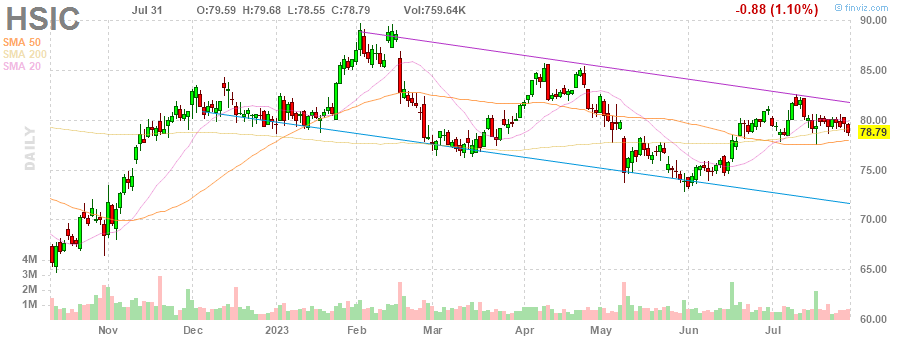 HSIC Jul 31 O:79.59 H:79.68 L:78.55 C:78.79 Vol:759.64K -0.88 (1.10%) © finviz.com
SMA 50
SMA 200
SMA 20
DAILY
90.00
85.00
80.00
78.79
75.00
70.00
65.00
60.00
4M
3M
2M
1M
Nov Dec 2023 Feb Mar Apr May Jun Jul